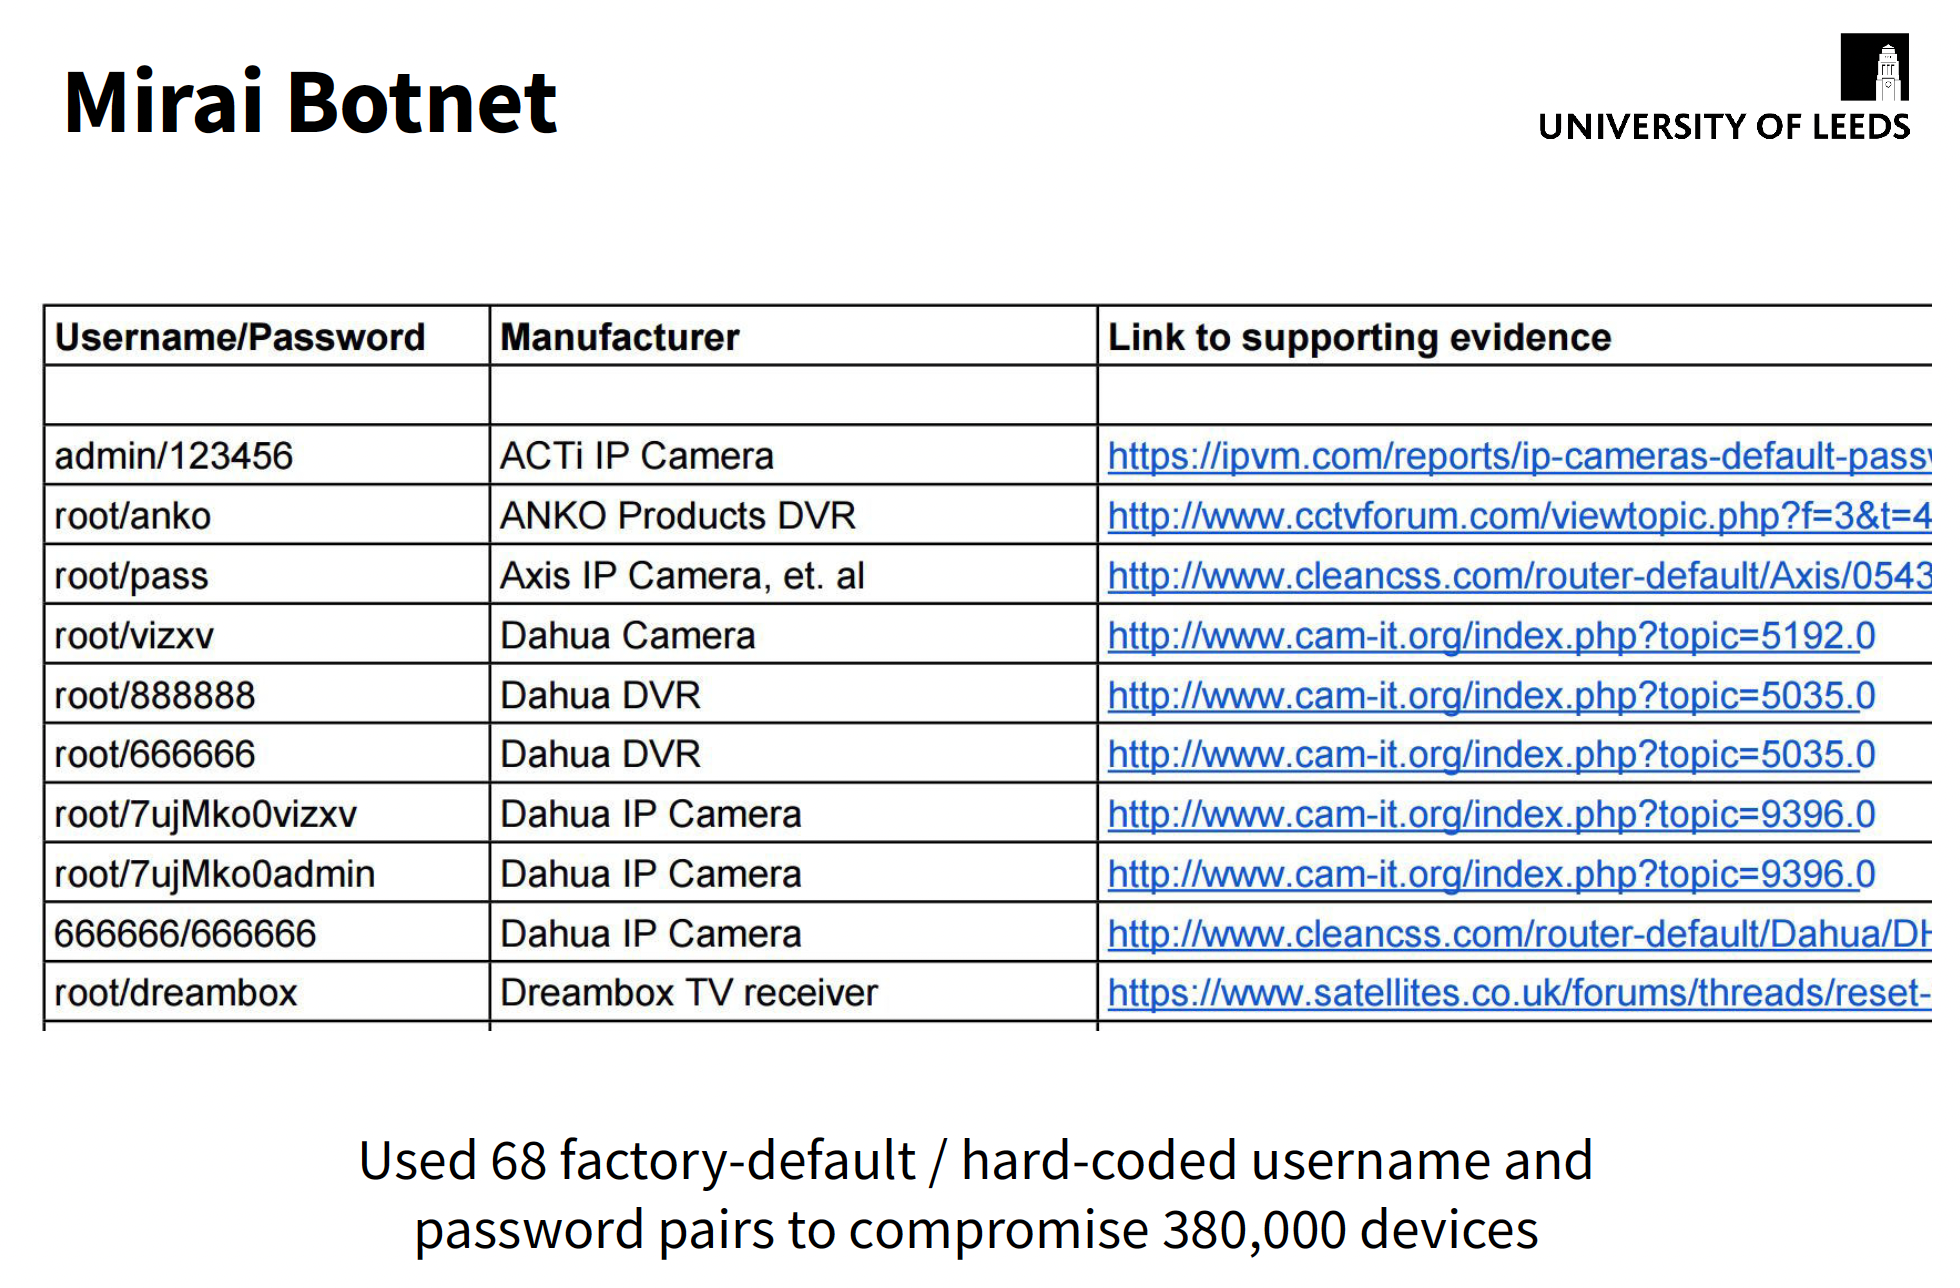 Mirai Botnet
UNIVERSITY OF LEEDS
Username/Password Manufacturer Link to supporting evidence
admin/123456 ACTi IP Camera https://ipvm.com/reports/ip-cameras-default-passw
root/anko ANKO Products DVR http://www.cctvforum.com/viewtopic.php?f=3&t=4
root/pass Axis IP Camera, et. al http://www.cleancss.com/router-default/Axis/0543
root/vizxv Dahua Camera http://www.cam-it.org/index.php?topic=5192.0
root/888888 Dahua DVR http://www.cam-it.org/index.php?topic=5035.0
root/666666 Dahua DVR http://www.cam-it.org/index.php?topic=5035.0
root/7ujMko0vizxv Dahua IP Camera http://www.cam-it.org/index.php?topic=9396.0
root/7ujMko0admin Dahua IP Camera http://www.cam-it.org/index.php?topic=9396.0
666666/666666 Dahua IP Camera http://www.cleancss.com/router-default/Dahua/DH
root/dreambox Dreambox TV receiver https://www.satellites.co.uk/forums/threads/reset-
Used 68 factory-default / hard-coded username and
password pairs to compromise 380,000 devices